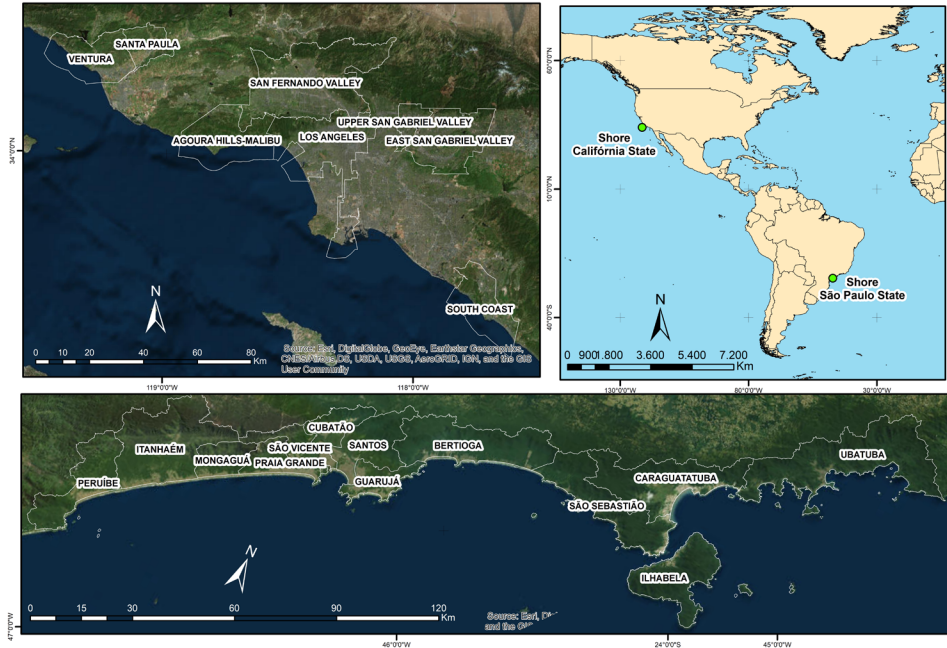 SANTA PAULA
VENTURA
SAN FERNANDO VALLEY
UPPER SAN GABRIEL VALLEY
AGOURA HILLS-MALIBU
LOS ANGELES
EAST SAN GABRIEL VALLEY
SOUTH COAST
34°0'0"N
N
0 20 40 60 80
Km
Source: Esri, DigitalGlobe, GeoEye, Earthstar Geographics,
CNES/Airbus DS, USDA, USGS, AeroGRID, IGN, and the GIS
User Community
119°0'0"W
118°0'0"W
60°0'0"N
10°0'0"N
40°0'0"S
Shore
Califórnia State
Shore
São Paulo State
N
0 900 1.800 3.600 5.400 7.200
Km
130°0'0"W
80°0'0"W
30°0'0"W
CUBATÃO
ITANHAÉM
SÃO VICENTE
SANTOS
BERTIOGA
MONGAGUÁ
PRAIA GRANDE
UBATUBA
PERUÍBE
GUARUJÁ
CARAGUATATUBA
SÃO SEBASTIÃO
ILHABELA
N
0 15 30 60 90 120
Km
Source: Esri,
and the
47°0'0"W
46°0'0"W
24°0'0"S
45°0'0"W